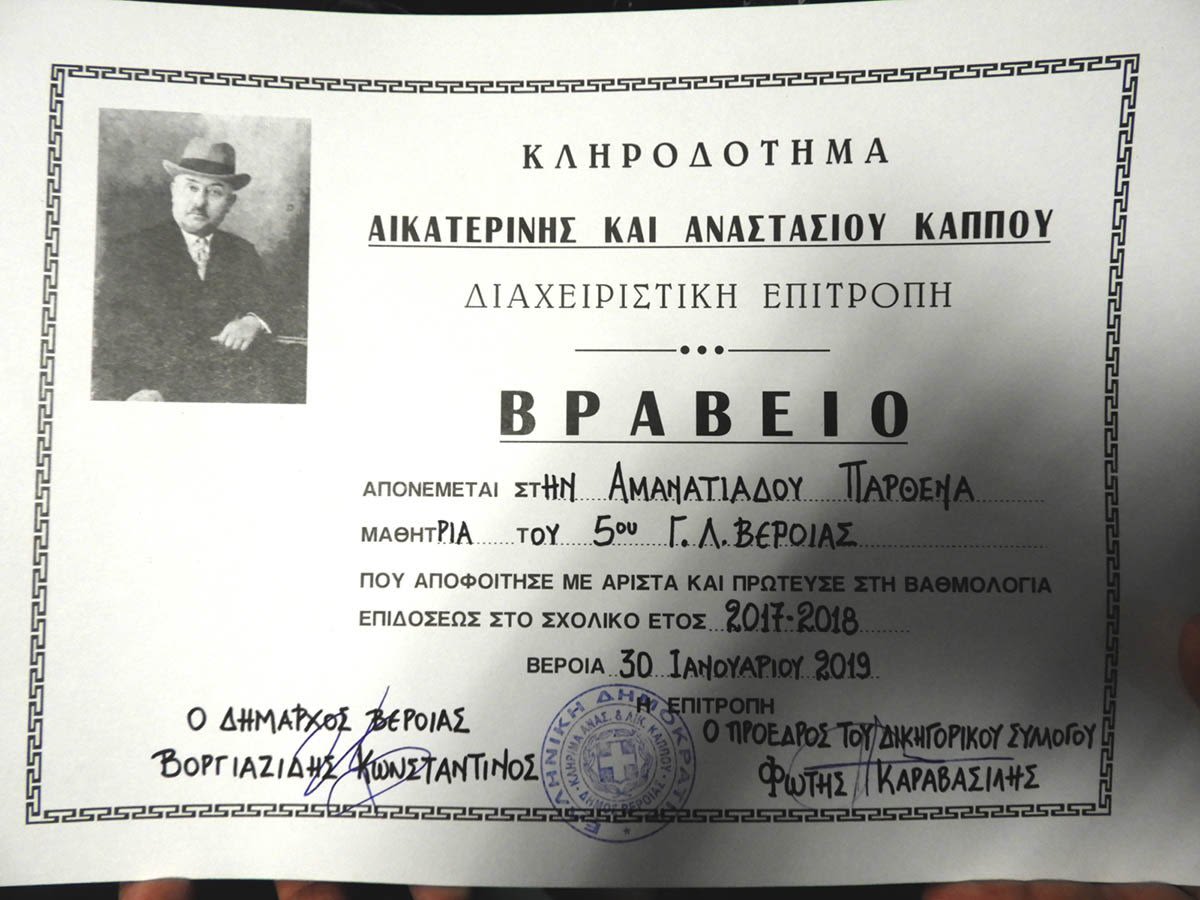 ΚΛΗΡΟΔΟΤΗΜΑ
ΑΙΚΑΤΕΡΙΝΗΣ ΚΑΙ ΑΝΑΣΤΑΣΙΟΥ ΚΑΠΠΟΥ
ΔΙΑΧΕΙΡΙΣΤΙΚΗ ΕΠΙΤΡΟΠΗ
ΒΡΑΒΕΙΟ
ΑΠΟΝΕΜΕΤΑΙ ΣΤΗΝ ΑΜΑΝΑΤΙΑΔΟΥ ΠΑΡΘΕΝΑ
ΜΑΘΗΤΡΙΑ ΤΟΥ 5ου Γ.Λ.ΒΕΡΟΙΑΣ
ΠΟΥ ΑΠΟΦΟΙΤΗΣΕ ΜΕ ΑΡΙΣΤΑ ΚΑΙ ΠΡΩΤΕΥΣΕ ΣΤΗ ΒΑΘΜΟΛΟΓΙΑ
ΕΠΙΔΟΣΕΩΣ ΣΤΟ ΣΧΟΛΙΚΟ ΕΤΟΣ 2017-2018
ΒΕΡΟΙΑ 30 ΙΑΝΟΥΑΡΙΟΥ 2019
Η ΕΠΙΤΡΟΠΗ
Ο ΔΗΜΑΡΧΟΣ ΒΕΡΟΙΑΣ
ΒΟΡΓΙΑΖΙΔΗΣ ΚΩΝΣΤΑΝΤΙΝΟΣ
Ο ΠΡΟΕΔΡΟΣ ΤΟΥ ΔΙΚΗΓΟΡΙΚΟΥ ΣΥΛΛΟΓΟΥ
ΦΩΤΗΣ ΚΑΡΑΒΑΣΙΛΗΣ
ΕΛΛΗΝΙΚΗ ΔΗΜΟΚΡΑΤΙΑ
ΔΗΜΟΣ ΒΕΡΟΙΑΣ